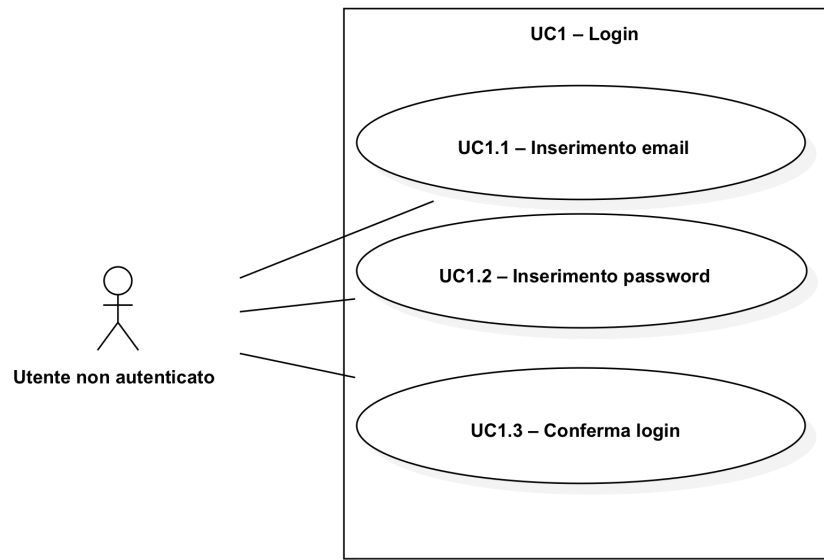 UC1 – Login
UC1.1 – Inserimento email
UC1.2 – Inserimento password
Utente non autenticato
UC1.3 – Conferma login